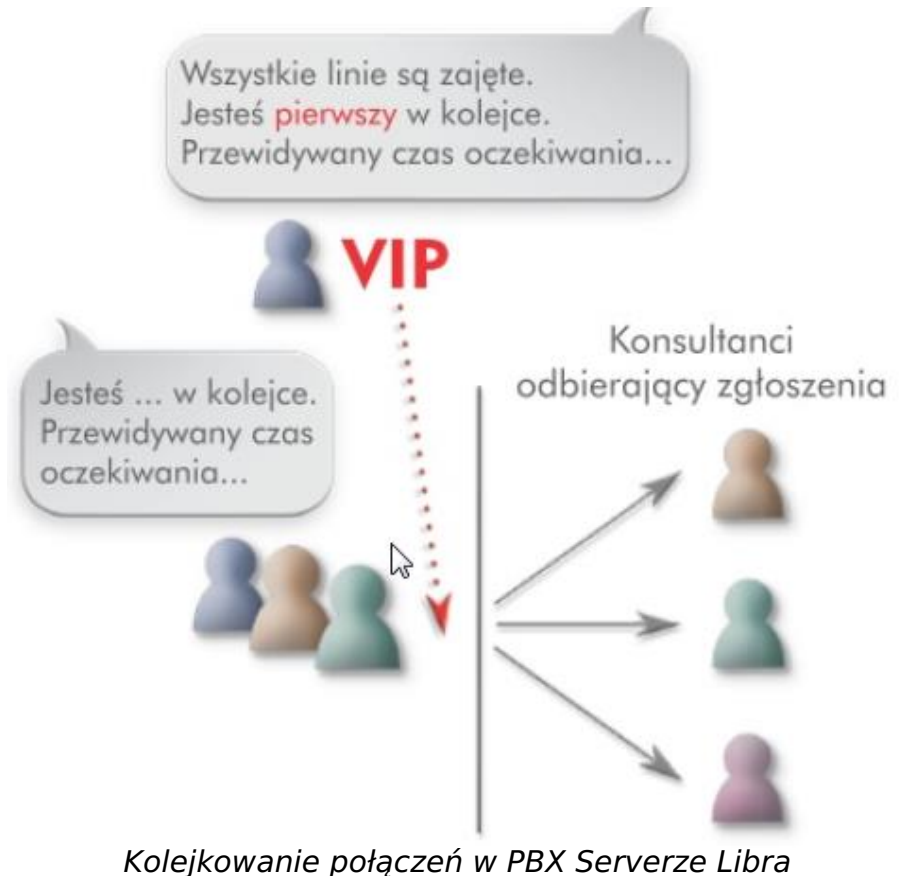 Wszystkie linie są zajęte.
Jesteś pierwszy w kolejce.
Przewidywany czas oczekiwania...
VIP
Jesteś ... w kolejce.
Przewidywany czas
oczekiwania...
Konsultanci
odbierający zgłoszenia
Kolejkowanie połączeń w PBX Serverze Libra